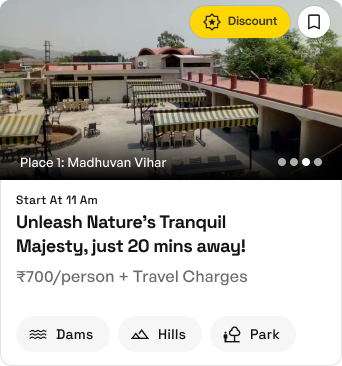 Discount
Place 1: Madhuvan Vihar
Start At 11 Am
Unleash Nature's Tranquil
Majesty, just 20 mins away!
₹700/person + Travel Charges
Dams
Hills
Park